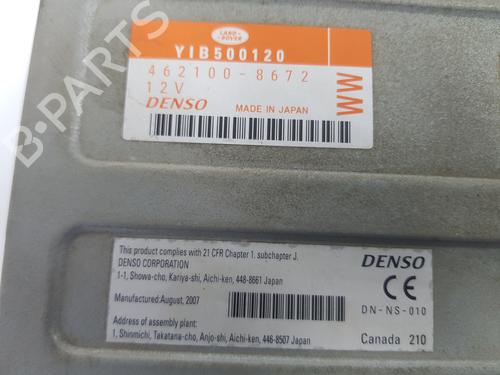 LAND ROVER
YIB500120
462100-8672
12V
DENSO
MADE IN JAPAN
WW
B-Parts
This product complies with 21 CFR Chapter 1. subchapter J.
DENSO CORPORATION
1-1, Showa-cho, Kariya-shi, Aichi-ken, 448-8661 Japan
Manufactured: August, 2007
Address of assembly plant:
1, Shinmichi, Takatana-cho, Anjo-shi, Aichi-ken, 446-8507 Japan
DENSO
CE
DN-NS-010
Canada 210